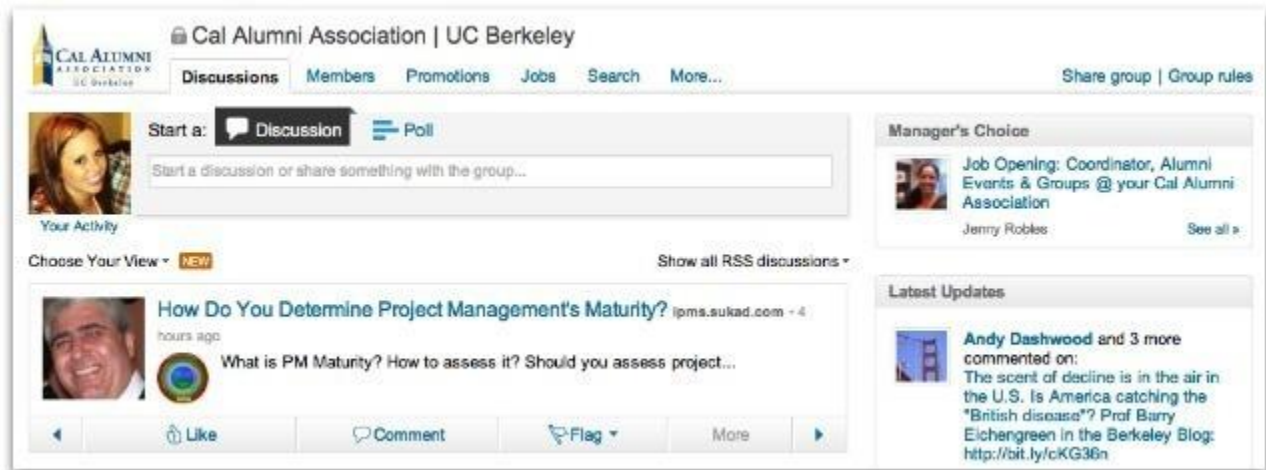 CAL ALUMNI
ASSOCIATION
UC Berkeley
Cal Alumni Association | UC Berkeley
Discussions Members Promotions Jobs Search More...
Share group | Group rules
Start a: Discussion Poll
Start a discussion or share something with the group...
Your Activity
Choose Your View NEW
Show all RSS discussions
How Do You Determine Project Management's Maturity? ipms.sukad.com - 4
hours ago
What is PM Maturity? How to assess it? Should you assess project...
Like Comment Flag More
Manager's Choice
Job Opening: Coordinator, Alumni
Events & Groups @ your Cal Alumni
Association
Jenny Robles See all »
Latest Updates
Andy Dashwood and 3 more
commented on:
The scent of decline is in the air in
the U.S. Is America catching the
"British disease"? Prof Barry
Eichengreen in the Berkeley Blog:
http://bit.ly/cKG36n